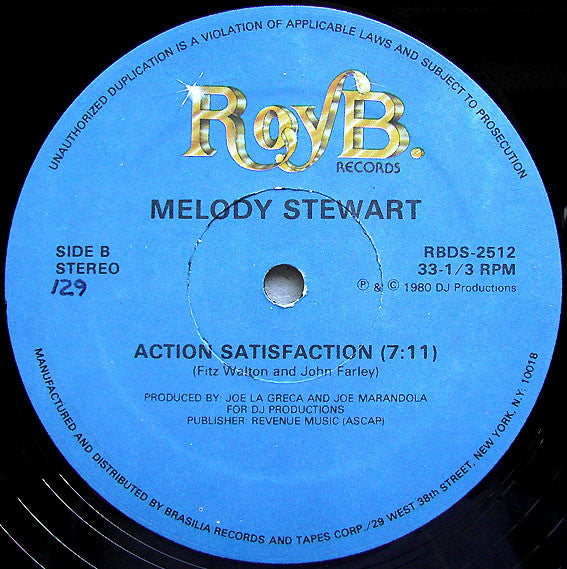 UNAUTHORIZED DUPLICATION IS A VIOLATION OF APPLICABLE LAWS AND SUBJECT TO PROSECUTION
RoyB.
RECORDS
MELODY STEWART
SIDE B
STEREO
129
RBDS-2512
33-1/3 RPM
Ⓟ & © 1980 DJ Productions
ACTION SATISFACTION (7:11)
(Fitz Walton and John Farley)
PRODUCED BY: JOE LA GRECA AND JOE MARANDOLA
FOR DJ PRODUCTIONS
PUBLISHER: REVENUE MUSIC (ASCAP)
MANUFACTURED AND DISTRIBUTED BY BRASILIA RECORDS AND TAPES CORP./29 WEST 38th STREET, NEW YORK, N.Y. 10018